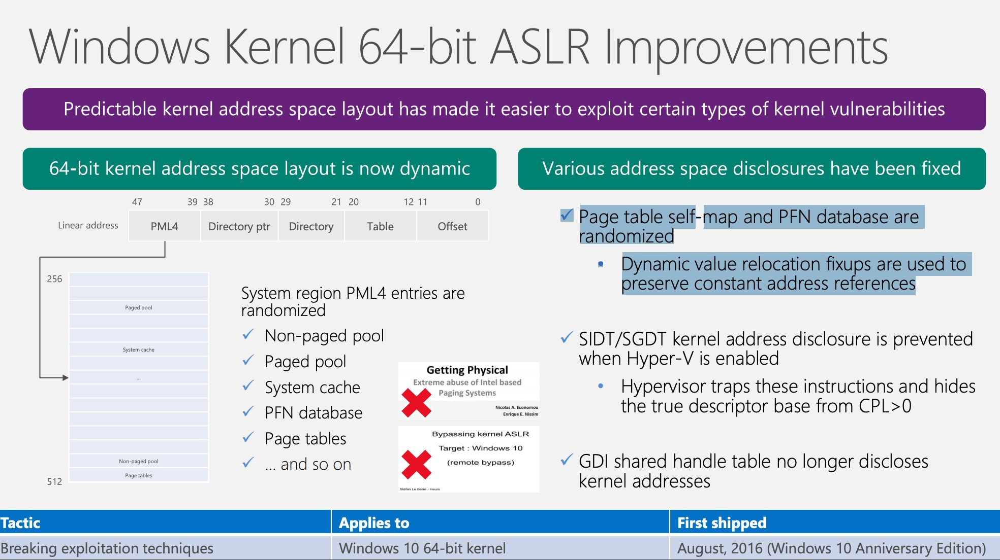 Windows Kernel 64-bit ASLR Improvements
Predictable kernel address space layout has made it easier to exploit certain types of kernel vulnerabilities
64-bit kernel address space layout is now dynamic
47 39 38 30 29 21 20 12 11 0
Linear address PML4 Directory ptr Directory Table Offset
256
Paged pool
System cache
...
Non-paged pool
Page tables
512
System region PML4 entries are
randomized
✓ Non-paged pool
✓ Paged pool
✓ System cache
✓ PFN database
✓ Page tables
✓ ... and so on
Getting Physical
Extreme abuse of Intel based
Paging Systems
Nicolas A. Economou
Enrique E. Nissim
Bypassing kernel ASLR
Target : Windows 10
(remote bypass)
Stéfan Le Berre - Heurs
Various address space disclosures have been fixed
✓ Page table self-map and PFN database are
randomized
• Dynamic value relocation fixups are used to
preserve constant address references
✓ SIDT/SGDT kernel address disclosure is prevented
when Hyper-V is enabled
• Hypervisor traps these instructions and hides
the true descriptor base from CPL>0
✓ GDI shared handle table no longer discloses
kernel addresses
Tactic Applies to First shipped
Breaking exploitation techniques Windows 10 64-bit kernel August, 2016 (Windows 10 Anniversary Edition)